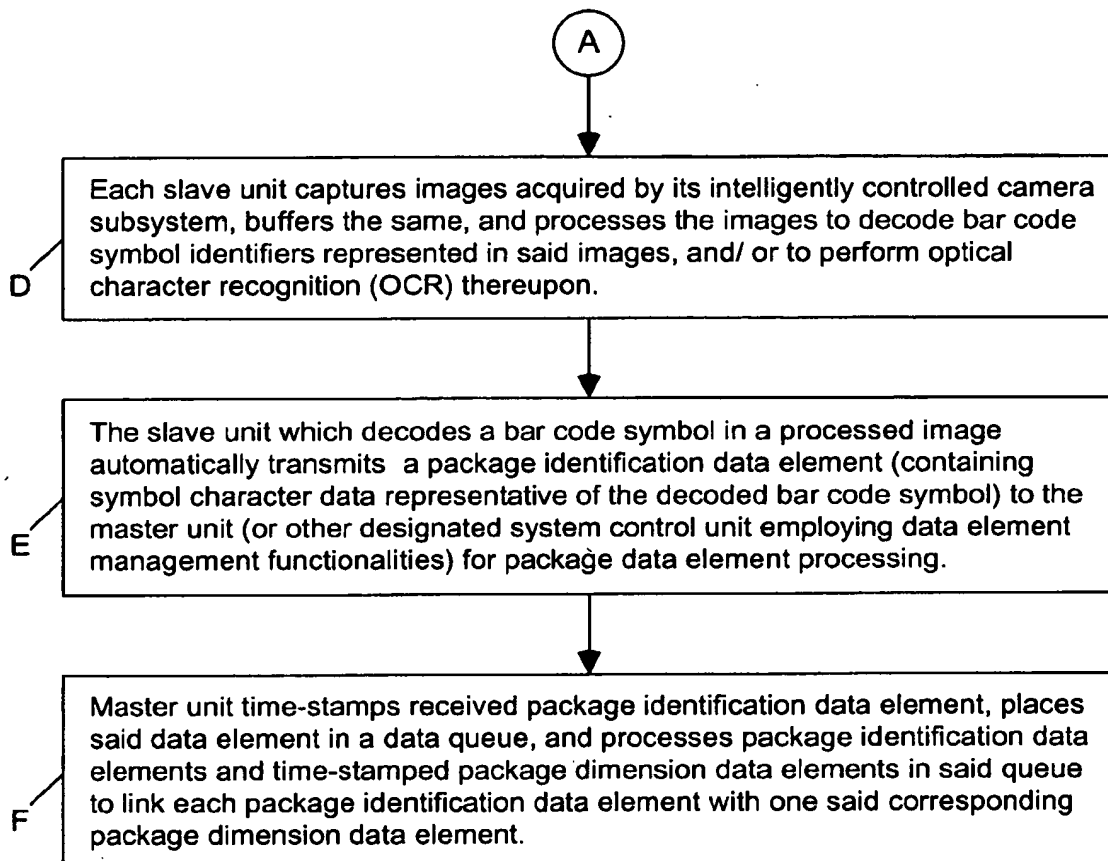 A
Each slave unit captures images acquired by its intelligently controlled camera
subsystem, buffers the same, and processes the images to decode bar code
symbol identifiers represented in said images, and/ or to perform optical
character recognition (OCR) thereupon.
D
The slave unit which decodes a bar code symbol in a processed image
automatically transmits a package identification data element (containing
symbol character data representative of the decoded bar code symbol) to the
master unit (or other designated system control unit employing data element
management functionalities) for package data element processing.
E
Master unit time-stamps received package identification data element, places
said data element in a data queue, and processes package identification data
elements and time-stamped package dimension data elements in said queue
to link each package identification data element with one said corresponding
package dimension data element.
F